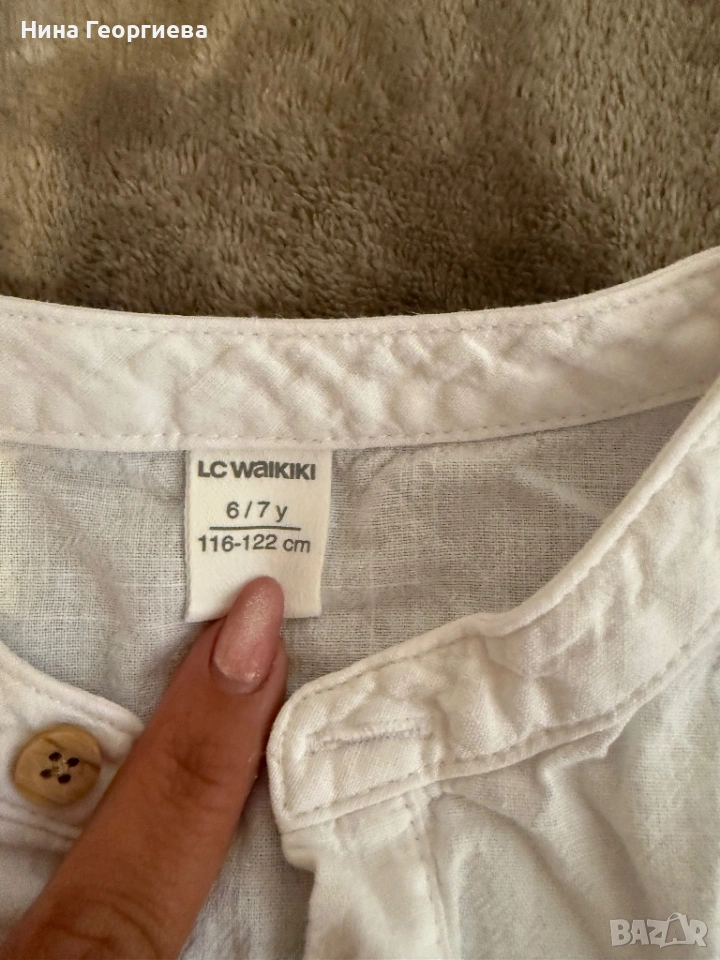 Нина Георгиева
LC WAIKIKI
6/7 y
116-122 cm
BAZAR